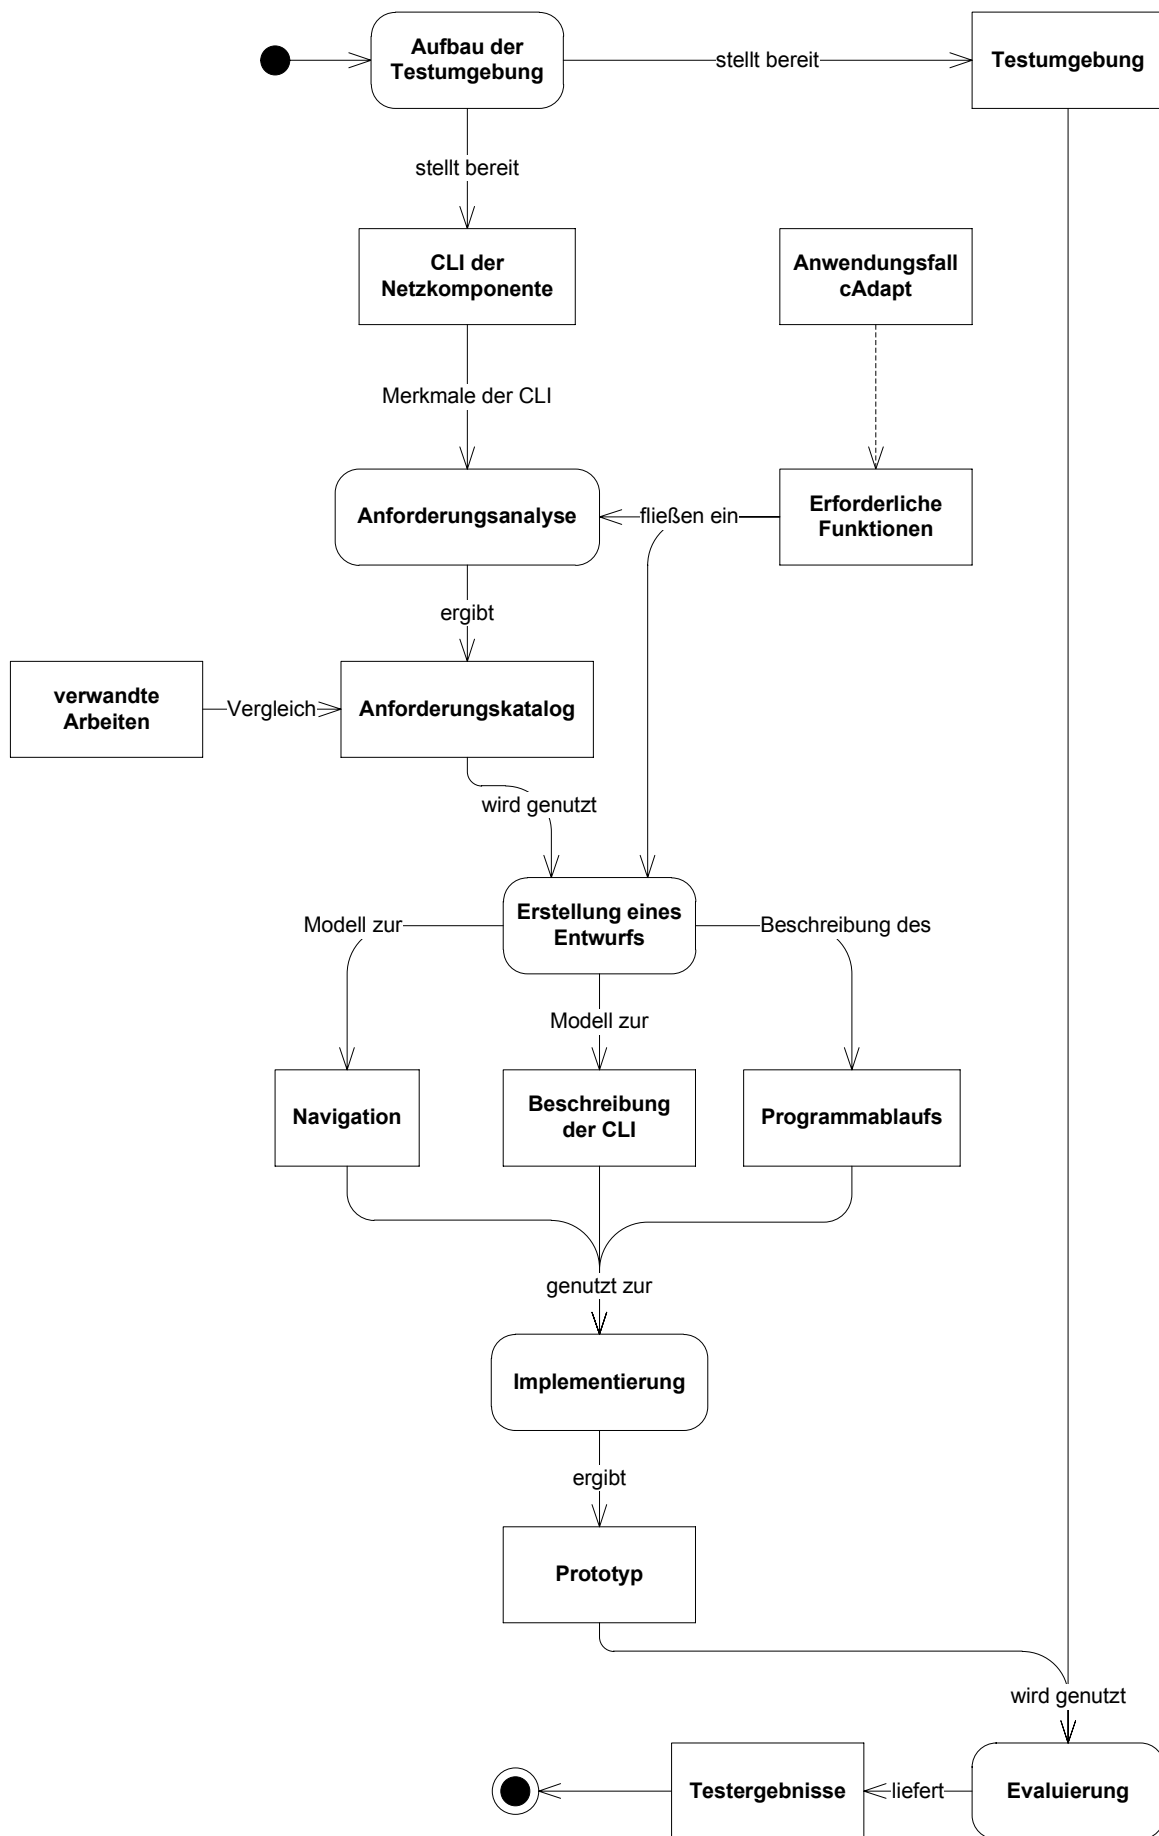 Aufbau der
Testumgebung
stellt bereit
Testumgebung
stellt bereit
CLI der
Netzkomponente
Anwendungsfall
cAdapt
Merkmale der CLI
Anforderungsanalyse
fließen ein
Erforderliche
Funktionen
ergibt
verwandte
Arbeiten
Vergleich
Anforderungskatalog
wird genutzt
Erstellung eines
Entwurfs
Modell zur
Beschreibung des
Modell zur
Navigation
Beschreibung
der CLI
Programmablaufs
genutzt zur
Implementierung
ergibt
Prototyp
wird genutzt
Testergebnisse
liefert
Evaluierung